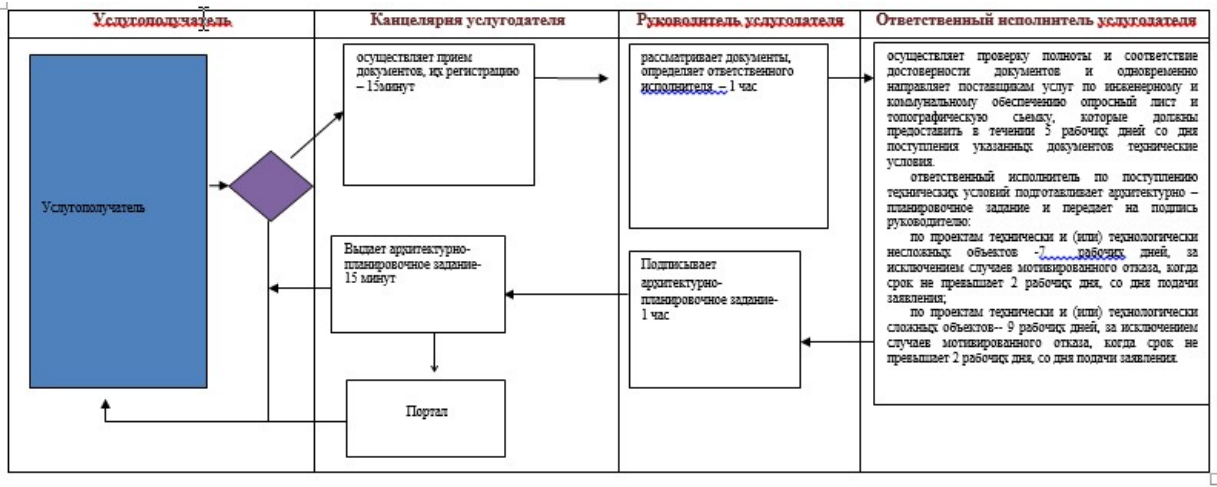 Услугополучатель
Канцелярия услугодателя
Руководитель услугодателя
Ответственный исполнитель услугодателя
Услугополучатель
осуществляет прием
документов, их регистрацию
– 15минут
рассматривает документы,
определяет ответственного
исполнителя – 1 час
осуществляет проверку полноты и соответствие
достоверности документов и одновременно
направляет поставщикам услуг по инженерному и
коммунальному обеспечению опросный лист и
топографическую съемку, которые должны
предоставить в течении 5 рабочих дней со дня
поступления указанных документов технические
условия.
ответственный исполнитель по поступлению
технических условий подготавливает архитектурно –
планировочное задание и передает на подпись
руководителю:
по проектам технически и (или) технологически
несложных объектов -7 рабочих дней, за
исключением случаев мотивированного отказа, когда
срок не превышает 2 рабочих дня, со дня подачи
заявления;
по проектам технически и (или) технологически
сложных объектов-- 9 рабочих дней, за исключением
случаев мотивированного отказа, когда срок не
превышает 2 рабочих дня, со дня подачи заявления.
Подписывает
архитектурно-
планировочное задание-
1 час
Выдает архитектурно-
планировочное задание-
15 минут
Портал